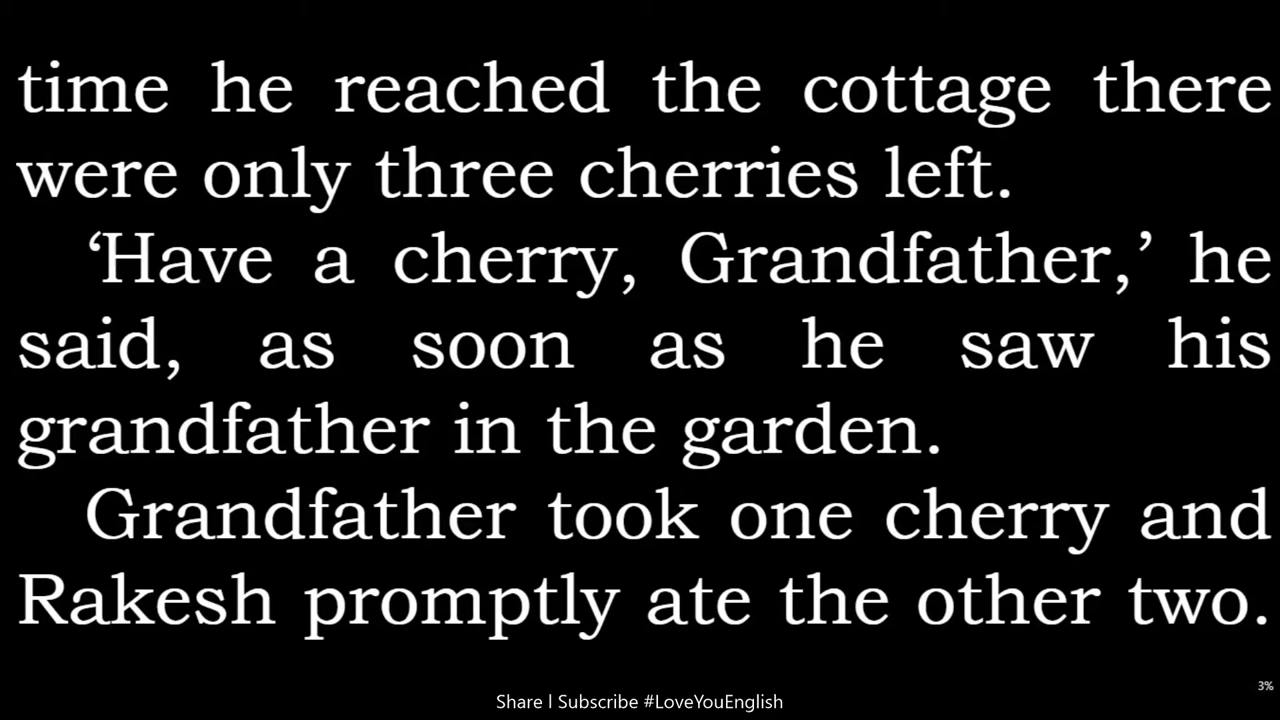 time he reached the cottage there
were only three cherries left.
‘Have a cherry, Grandfather,’ he
said, as soon as he saw his
grandfather in the garden.
Grandfather took one cherry and
Rakesh promptly ate the other two.
3%
Share | Subscribe #LoveYouEnglish